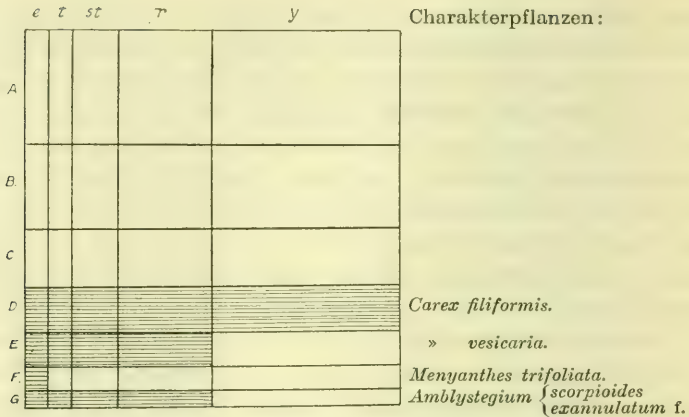 e t st r y
Charakterpflanzen:
A
B.
C
D Carex filiformis.
E » vesicaria.
F. Menyanthes trifoliata.
G Amblystegium { scorpioides
exannulatum f.